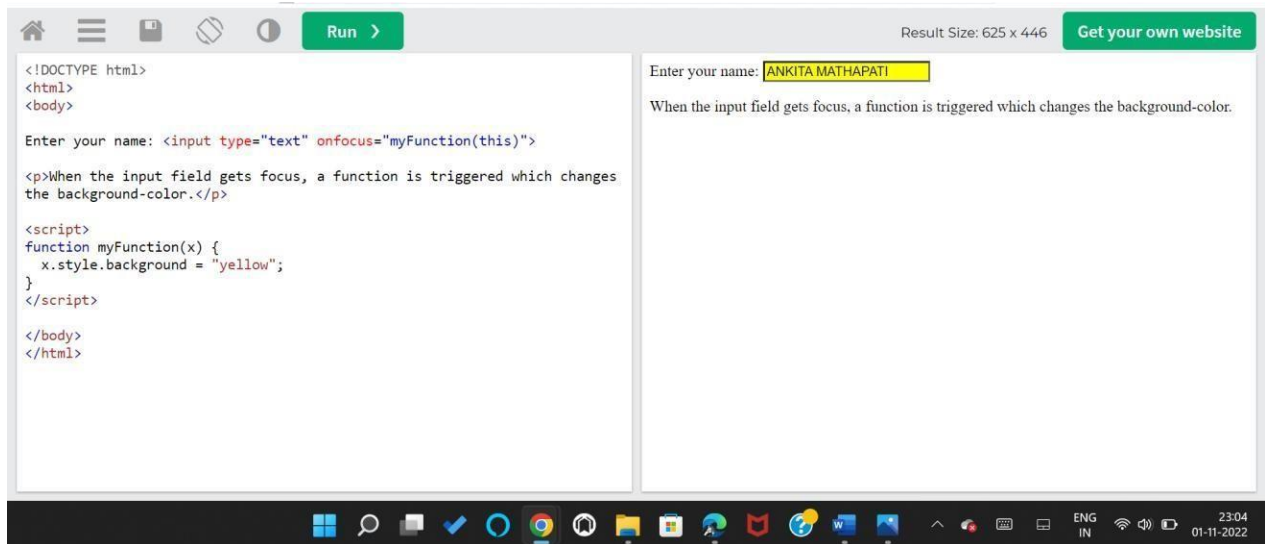 Run ❯
Result Size: 625 x 446
Get your own website
<!DOCTYPE html>
<html>
<body>
Enter your name: <input type="text" onfocus="myFunction(this)">
<p>When the input field gets focus, a function is triggered which changes
the background-color.</p>
<script>
function myFunction(x) {
  x.style.background = "yellow";
}
</script>
</body>
</html>
Enter your name: ANKITA MATHAPATI
When the input field gets focus, a function is triggered which changes the background-color.
ENG
IN
23:04
01-11-2022